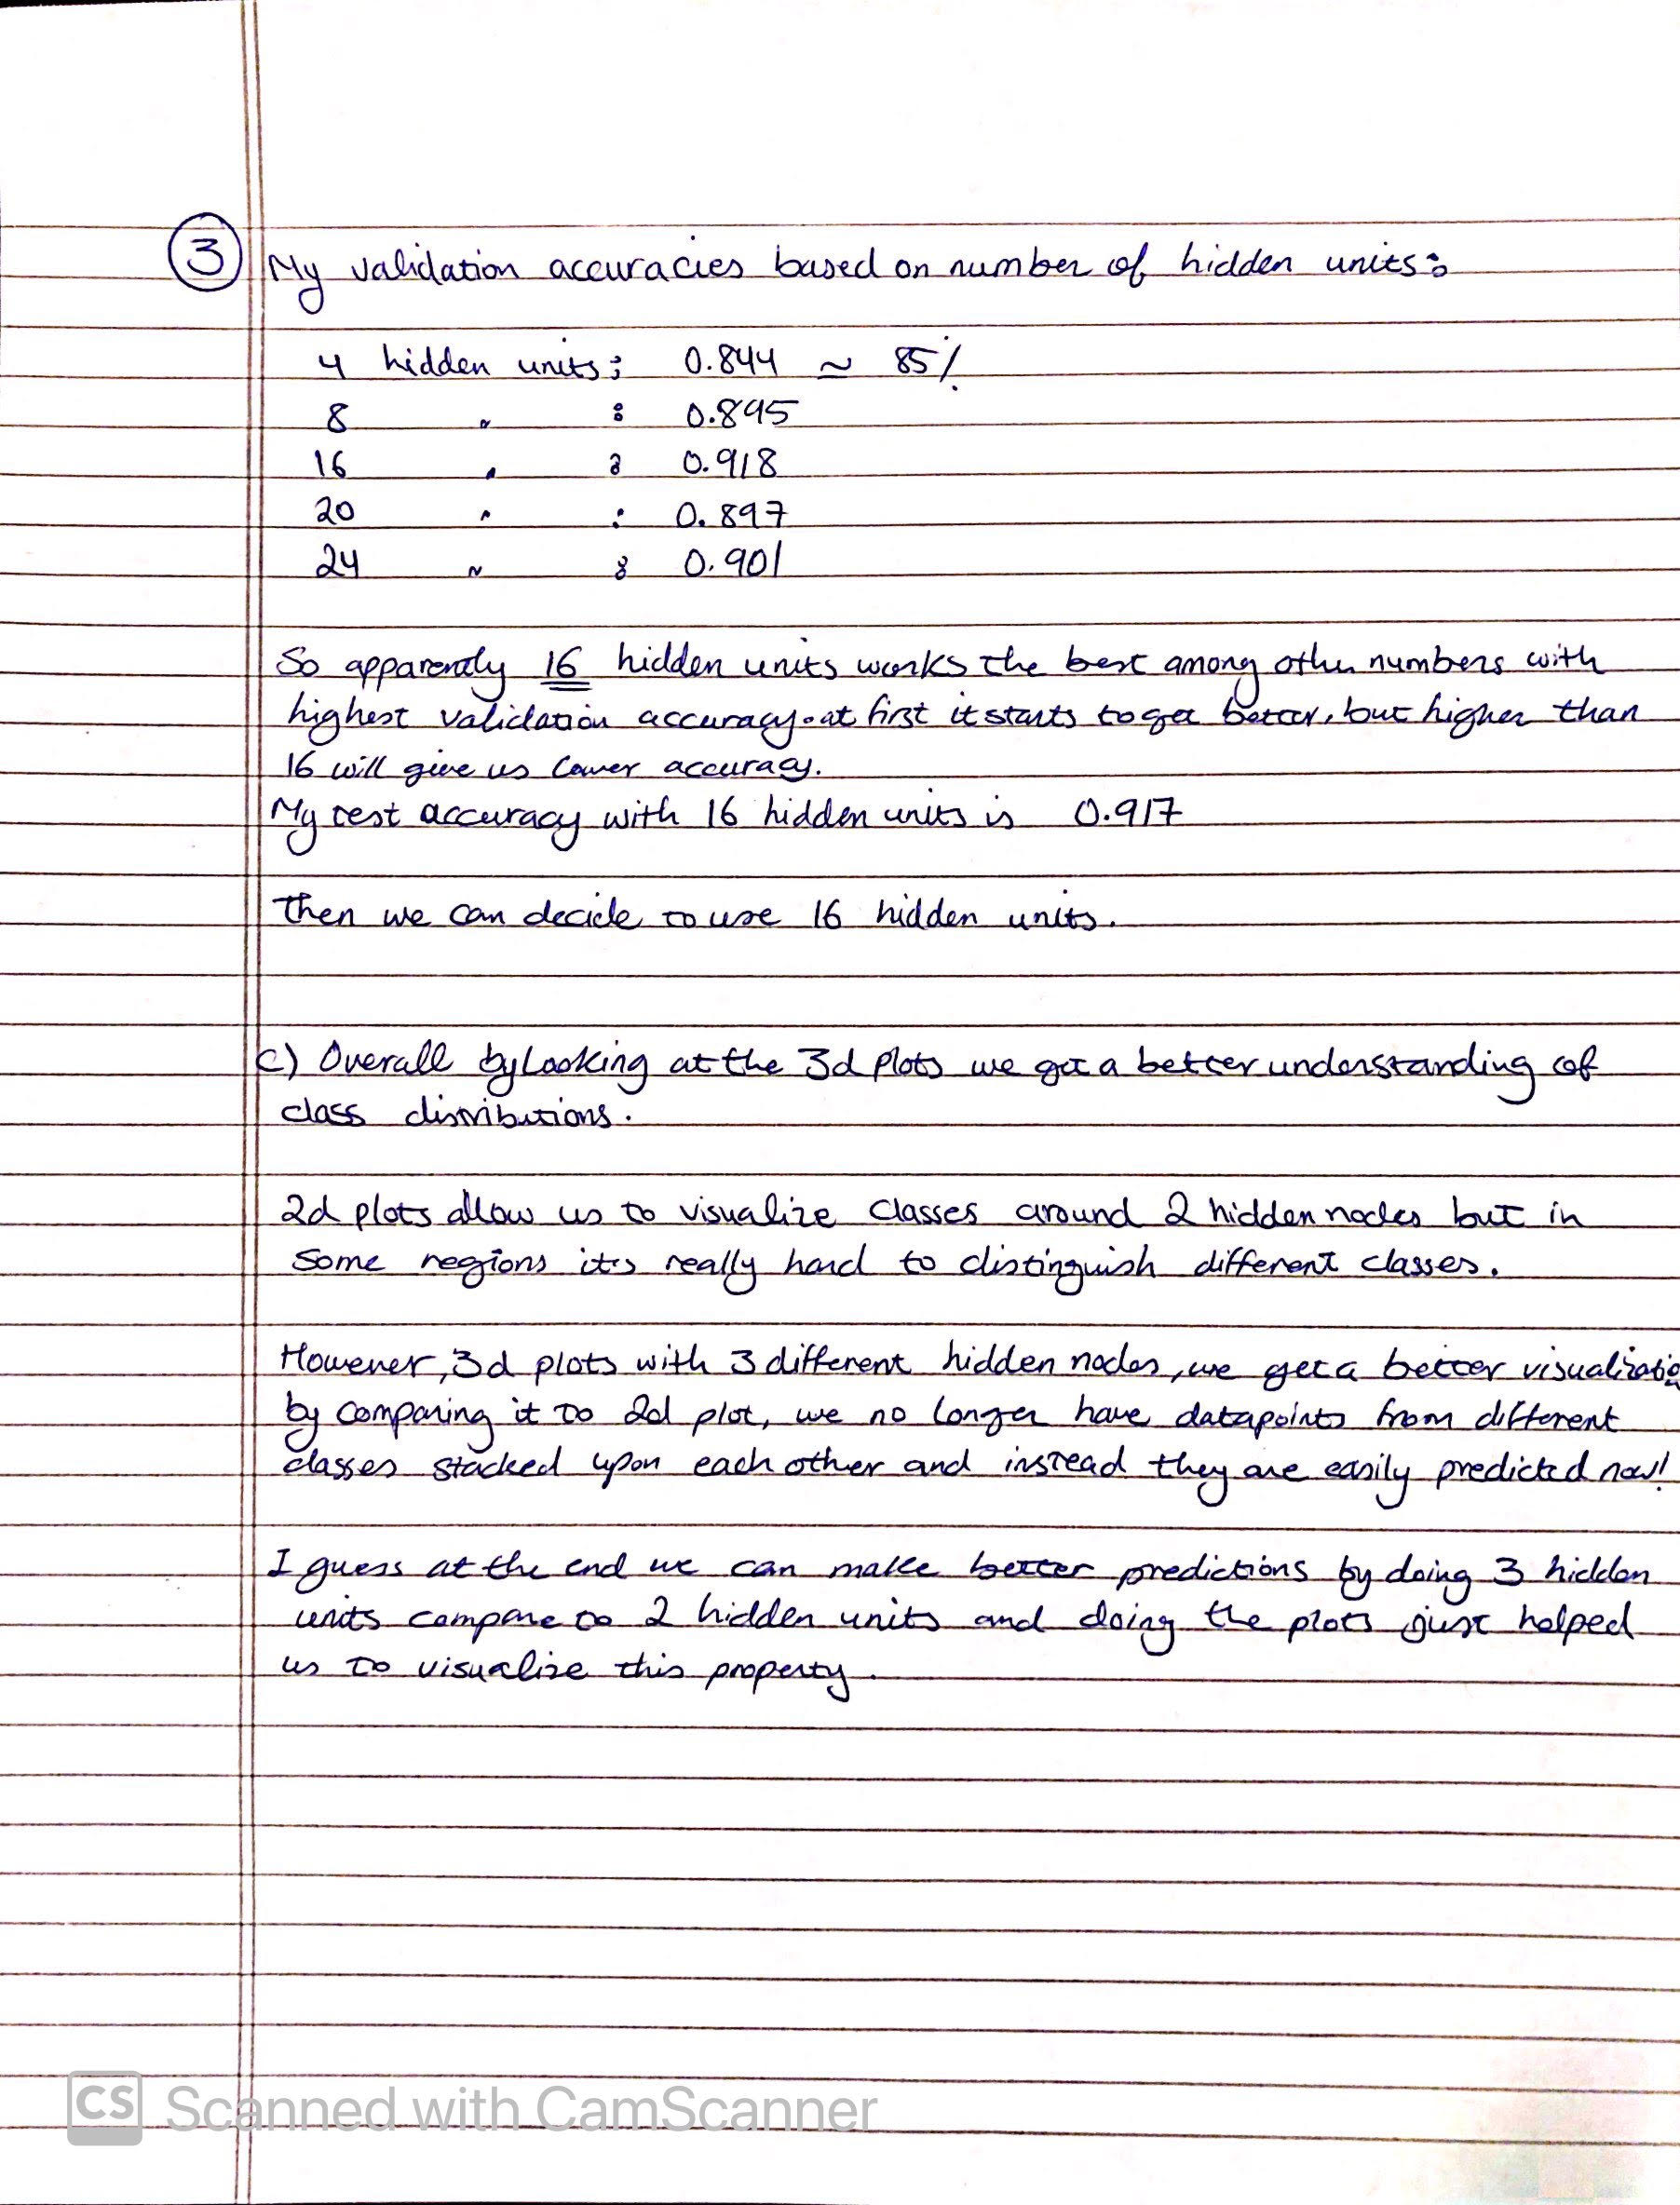 3 My validation accuracies based on number of hidden units:
4 hidden units: 0.844 ≈ 85%
8 " : 0.895
16 " : 0.918
20 " : 0.897
24 " : 0.901
So apparently 16 hidden units works the best among other numbers with
highest validation accuracy. at first it starts to get better, but higher than
16 will give us lower accuracy.
My test accuracy with 16 hidden units is 0.917
Then we can decide to use 16 hidden units.
c) Overall by Looking at the 3d plots we get a better understanding of
class distributions.
2d plots allow us to visualize classes around 2 hidden nodes but in
some regions it's really hard to distinguish different classes.
However, 3d plots with 3 different hidden nodes, we get a better visualizatio
by comparing it to 2d plot, we no longer have datapoints from different
classes stacked upon each other and instead they are easily predicted now!
I guess at the end we can make better predictions by doing 3 hidden
units compare to 2 hidden units and doing the plots just helped
us to visualize this property.
CS Scanned with CamScanner